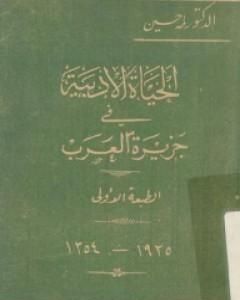 الدكتور طه حسين
الحياة الأدبية
في
جزيرة العرب
الطبعة الأولى
١٩٣٥ - ١٣٥٤